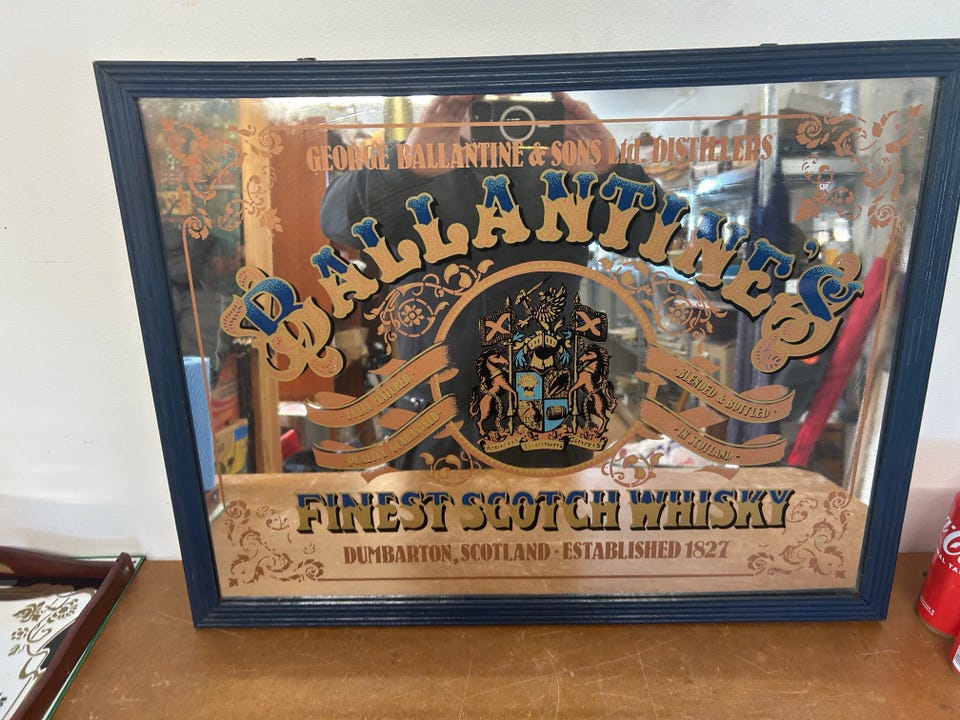 GEORGE BALLANTINE & SONS Ltd. DISTILLERS
BALLANTINE'S
BLENDED & BOTTLED
IN SCOTLAND
FINEST SCOTCH WHISKY
DUMBARTON, SCOTLAND · ESTABLISHED 1827